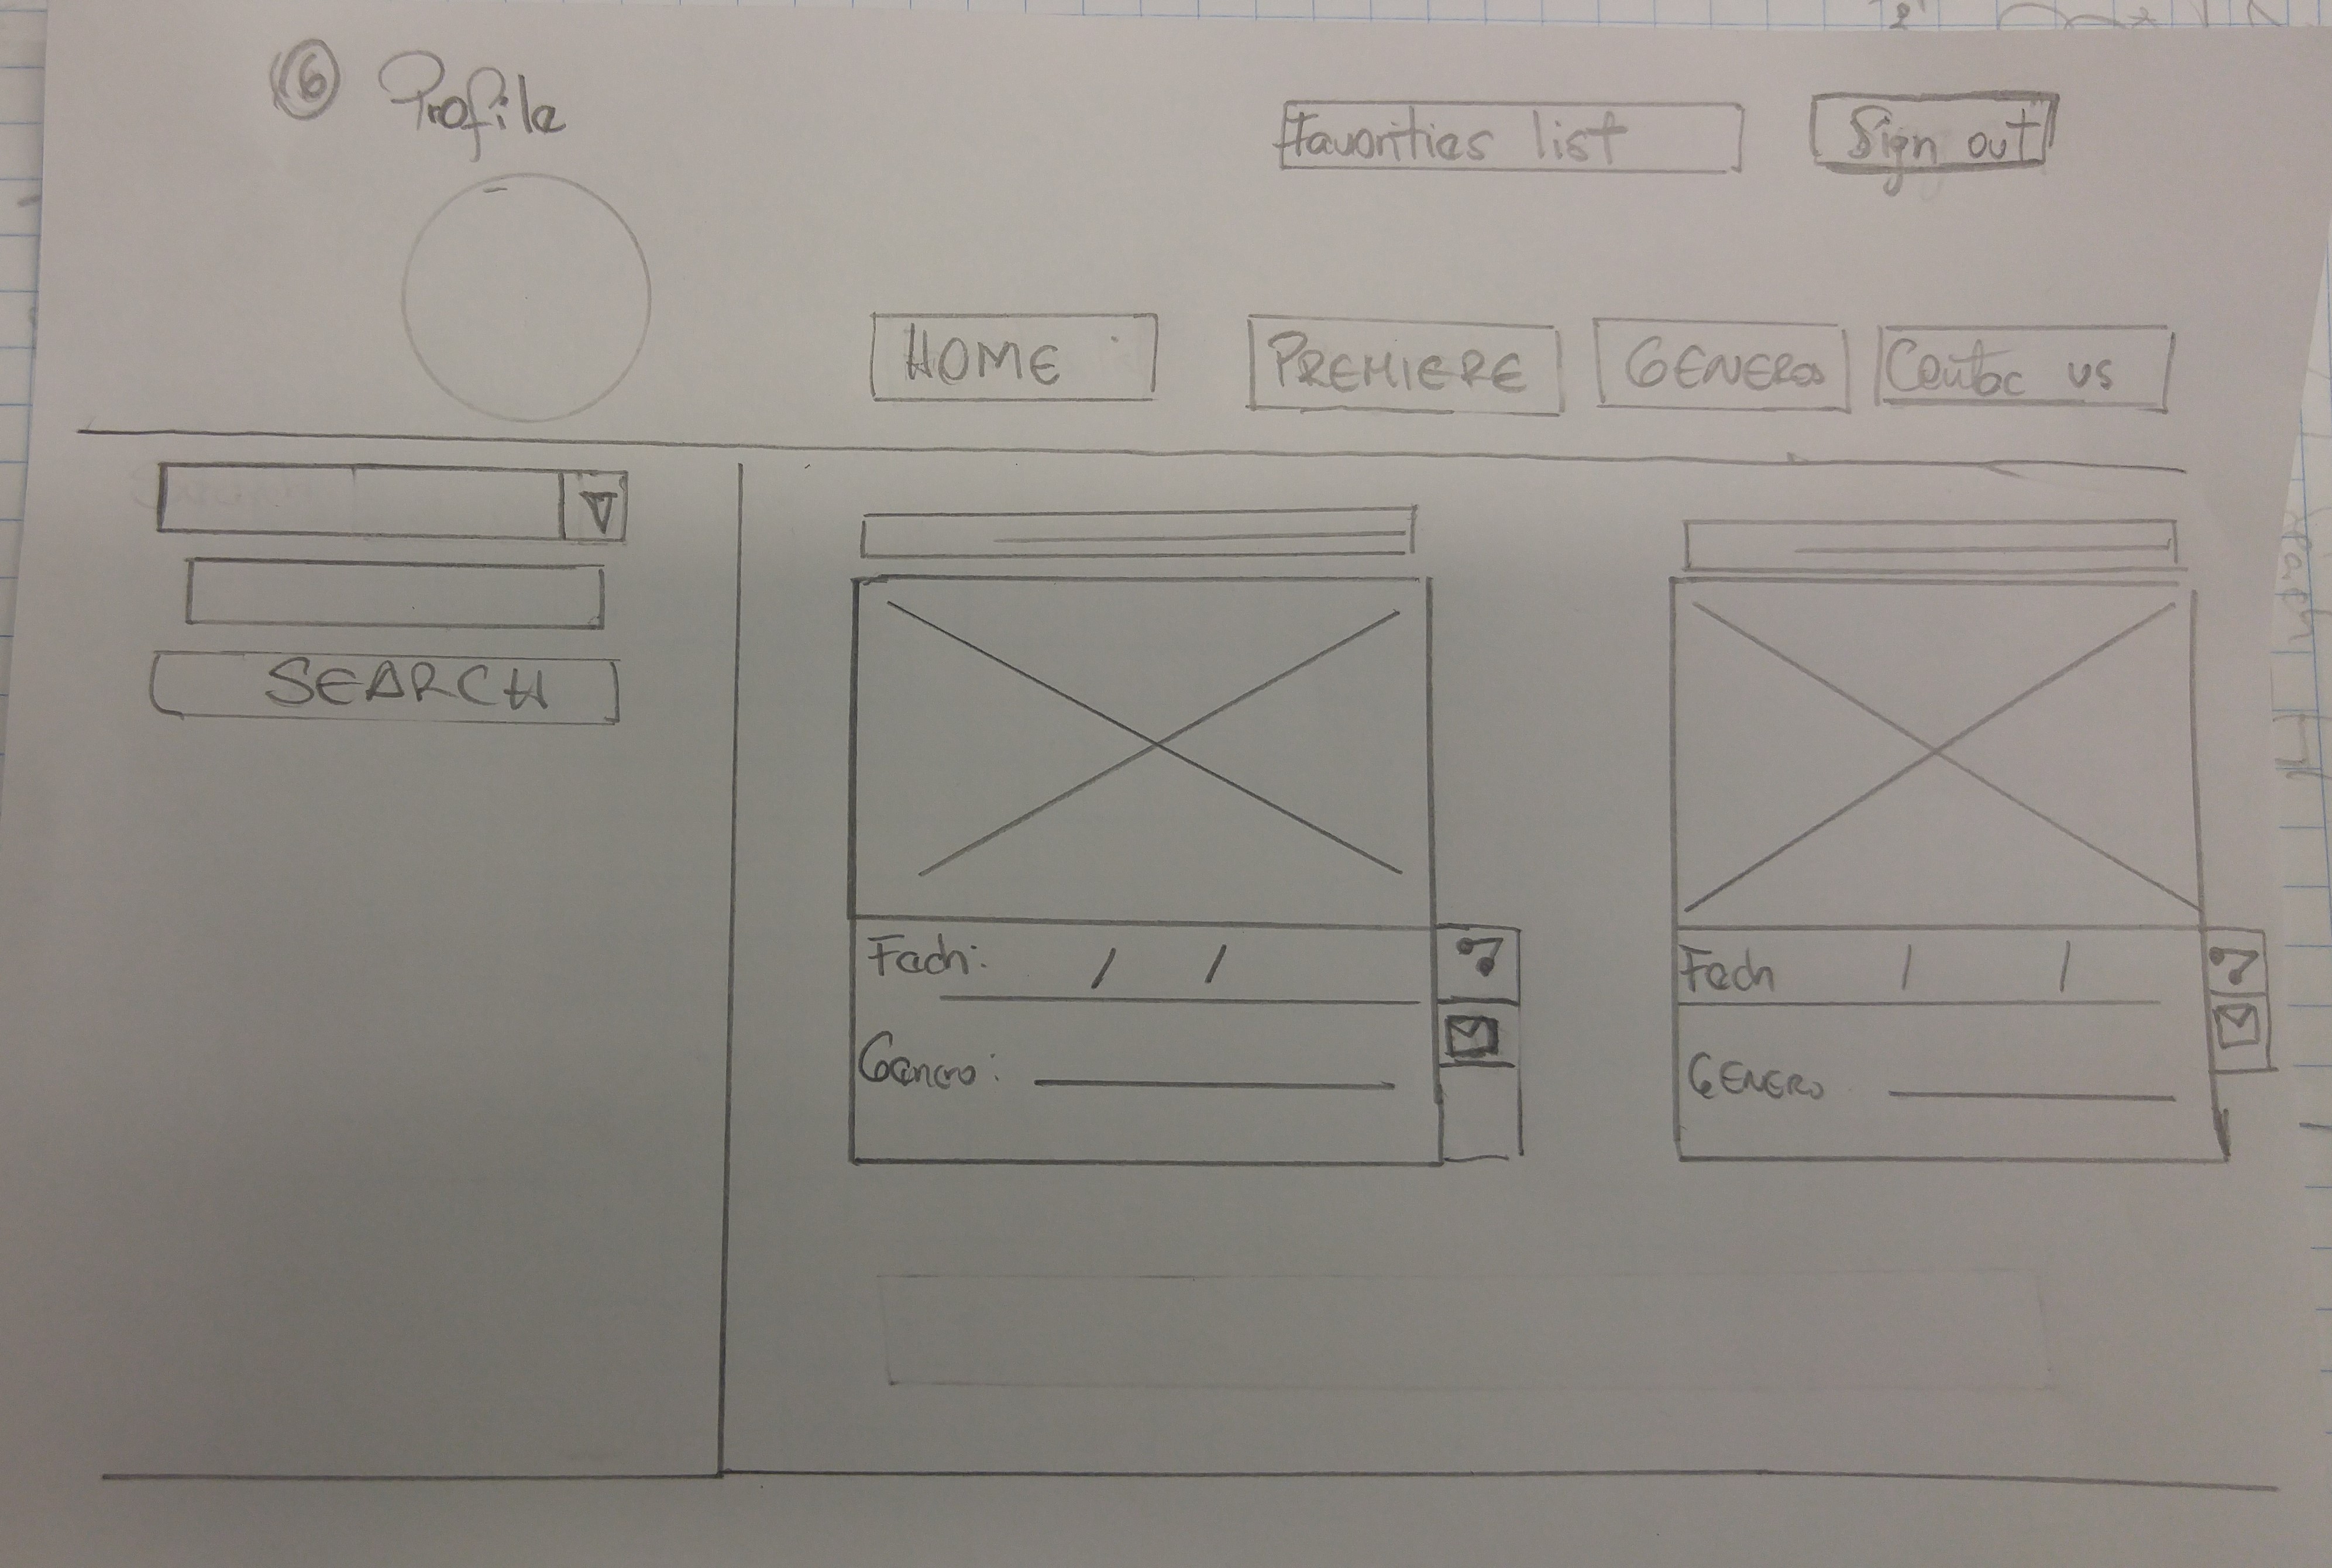 6 Profile
Favorities list
Sign out
HOME
PREMIERE
GENEROS
Contac us
SEARCH
Fech: / /
Genero:
Fech / /
GENERO